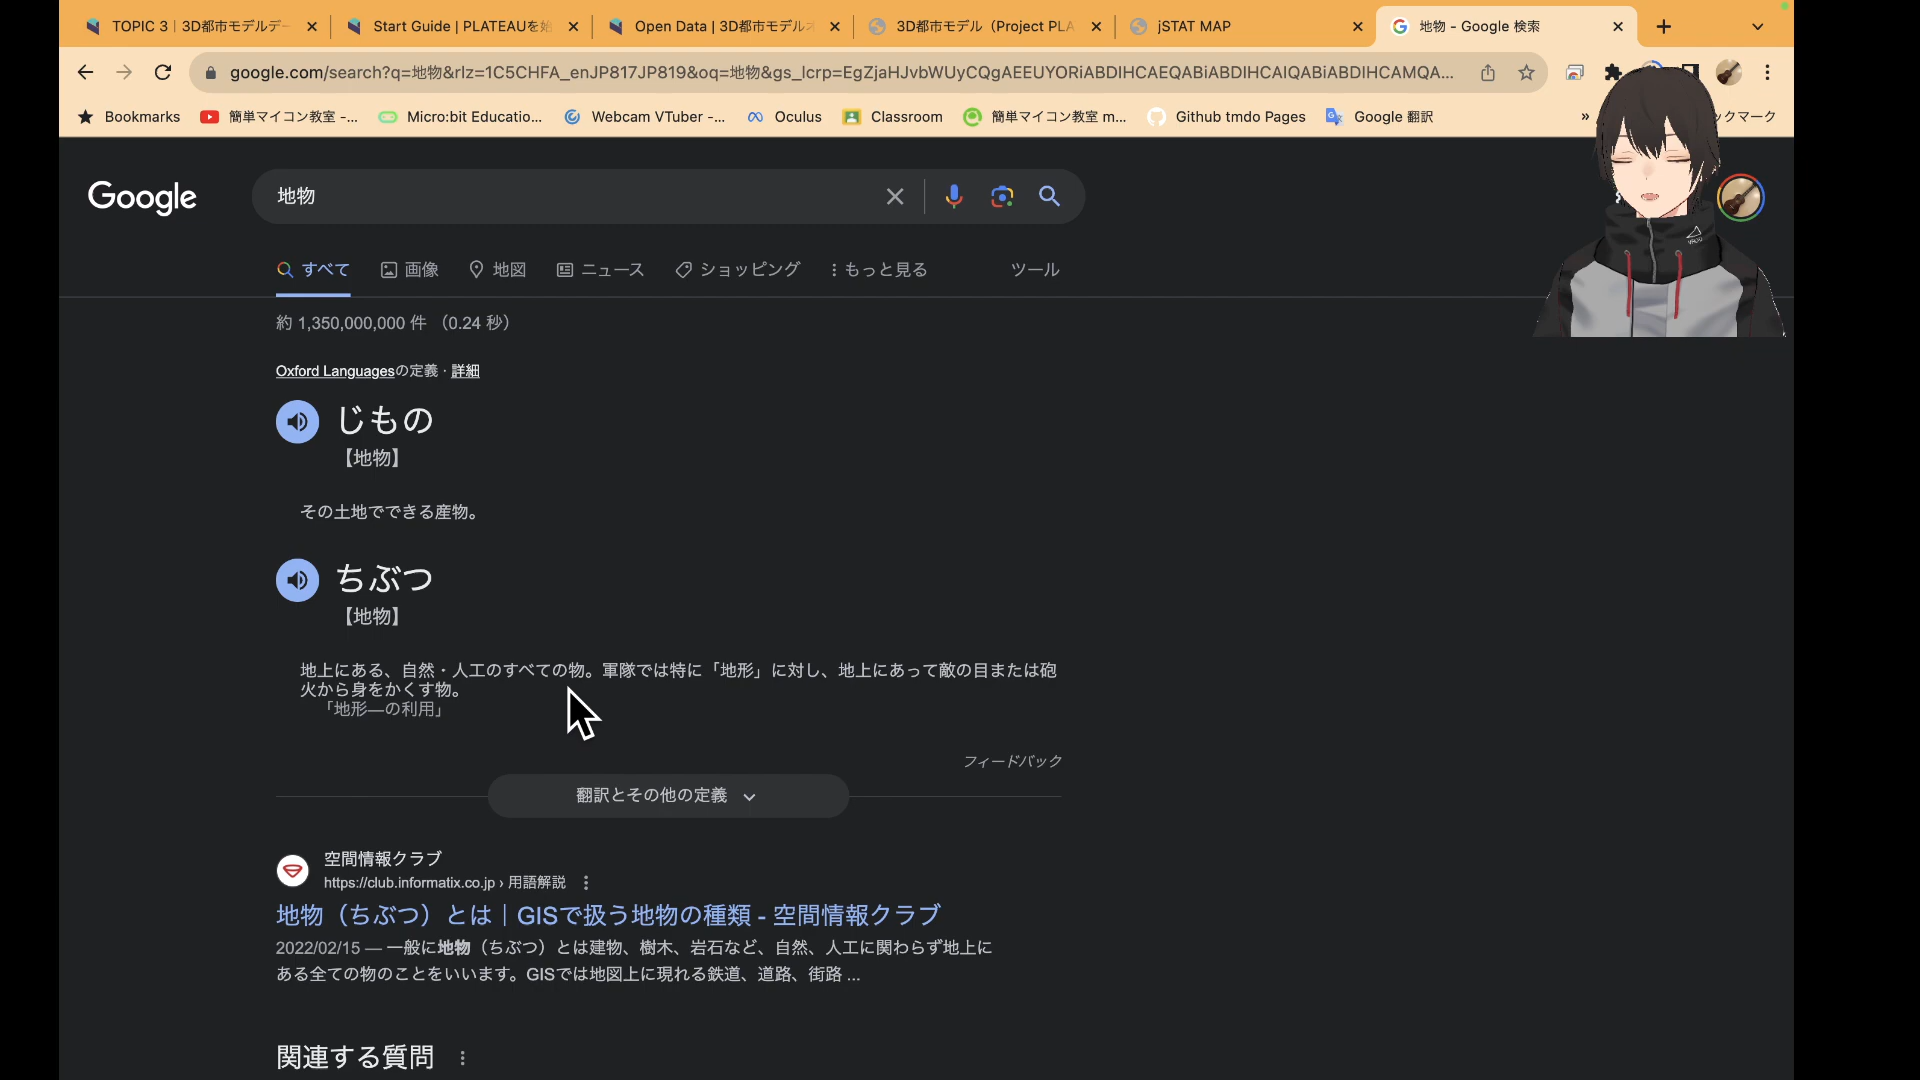 TOPIC 3 | 3D都市モデルデー
Start Guide | PLATEAUを始
Open Data | 3D都市モデルオ
3D都市モデル（Project PLA
jSTAT MAP
地物 - Google 検索
google.com/search?q=地物&rlz=1C5CHFA_enJP817JP819&oq=地物&gs_lcrp=EgZjaHJvbWUyCQgAEEUYORiABDIHCAEQABiABDIHCAIQABiABDIHCAMQA...
Bookmarks
簡単マイコン教室 -...
Micro:bit Educatio...
Webcam VTuber -...
Oculus
Classroom
簡単マイコン教室 m...
Github tmdo Pages
Google 翻訳
»
ックマーク
Google
地物
すべて
画像
地図
ニュース
ショッピング
もっと見る
ツール
約 1,350,000,000 件 （0.24 秒）
Oxford Languagesの定義 · 詳細
じもの
【地物】
その土地でできる産物。
ちぶつ
【地物】
地上にある、自然・人工のすべての物。軍隊では特に「地形」に対し、地上にあって敵の目または砲
火から身をかくす物。
「地形―の利用」
フィードバック
翻訳とその他の定義
空間情報クラブ
https://club.informatix.co.jp › 用語解説
地物（ちぶつ）とは｜GISで扱う地物の種類 - 空間情報クラブ
2022/02/15 — 一般に地物（ちぶつ）とは建物、樹木、岩石など、自然、人工に関わらず地上に
ある全ての物のことをいいます。GISでは地図上に現れる鉄道、道路、街路 ...
関連する質問